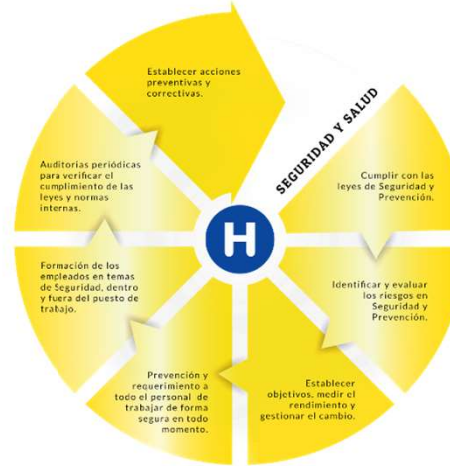 SEGURIDAD Y SALUD
Cumplir con las
leyes de Seguridad y
Prevención.
Identificar y evaluar
los riesgos en
Seguridad y
Prevención.
Establecer
objetivos, medir el
rendimiento y
gestionar el cambio.
Prevención y
requerimiento a
todo el personal de
trabajar de forma
segura en todo
momento.
Formación de los
empleados en temas
de Seguridad, dentro
y fuera del puesto de
trabajo.
Auditorias periódicas
para verificar el
cumplimiento de las
leyes y normas
internas.
Establecer acciones
preventivas y
correctivas.
H